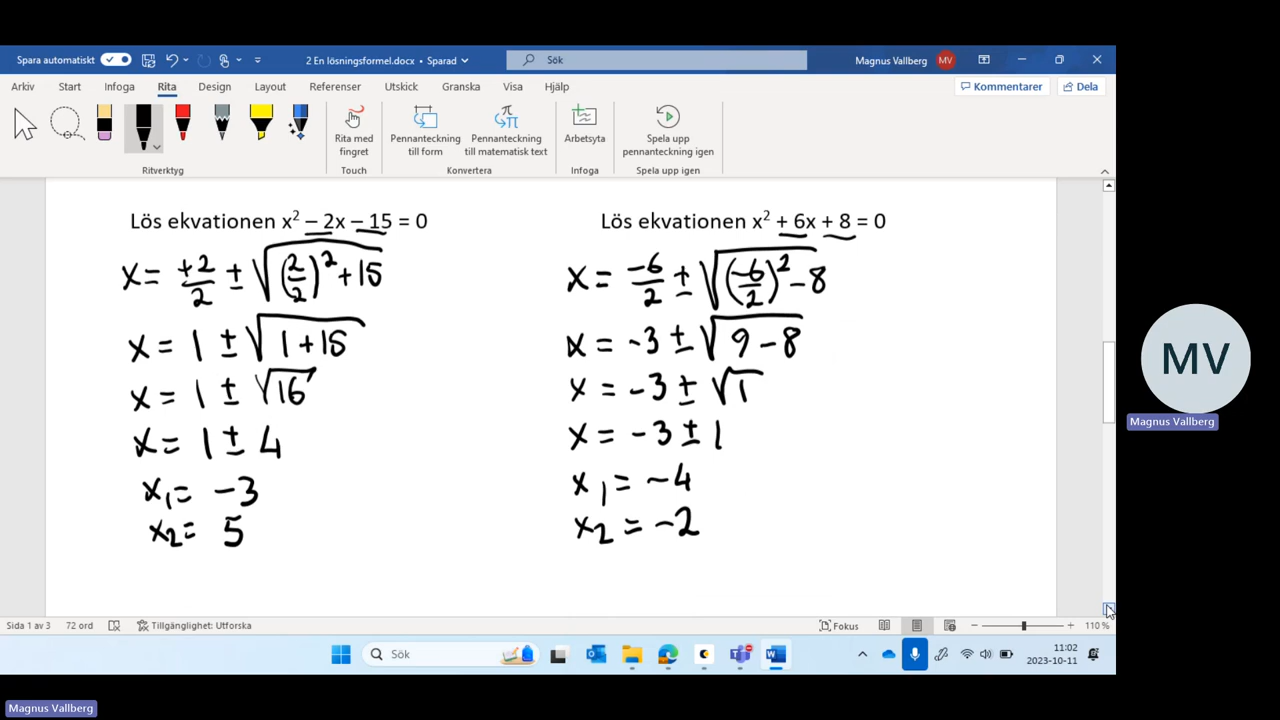 Spara automatiskt
2 En lösningsformel.docx • Sparad
Sök
Magnus Vallberg
MV
Arkiv Start Infoga Rita Design Layout Referenser Utskick Granska Visa Hjälp
Kommentarer
Dela
Rita med fingret
Pennanteckning till form
Pennanteckning till matematisk text
Arbetsyta
Spela upp pennanteckning igen
Ritverktyg
Touch
Konvertera
Infoga
Spela upp igen
Lös ekvationen x² – 2x – 15 = 0
x = +2/2 ± √((2/2)² + 15)
x = 1 ± √(1 + 15)
x = 1 ± √16
x = 1 ± 4
x₁ = -3
x₂ = 5
Lös ekvationen x² + 6x + 8 = 0
x = -6/2 ± √((-6/2)² - 8)
x = -3 ± √(9 - 8)
x = -3 ± √1
x = -3 ± 1
x₁ = -4
x₂ = -2
MV
Magnus Vallberg
Sida 1 av 3
72 ord
Tillgänglighet: Utforska
Fokus
110 %
Sök
11:02
2023-10-11
Magnus Vallberg